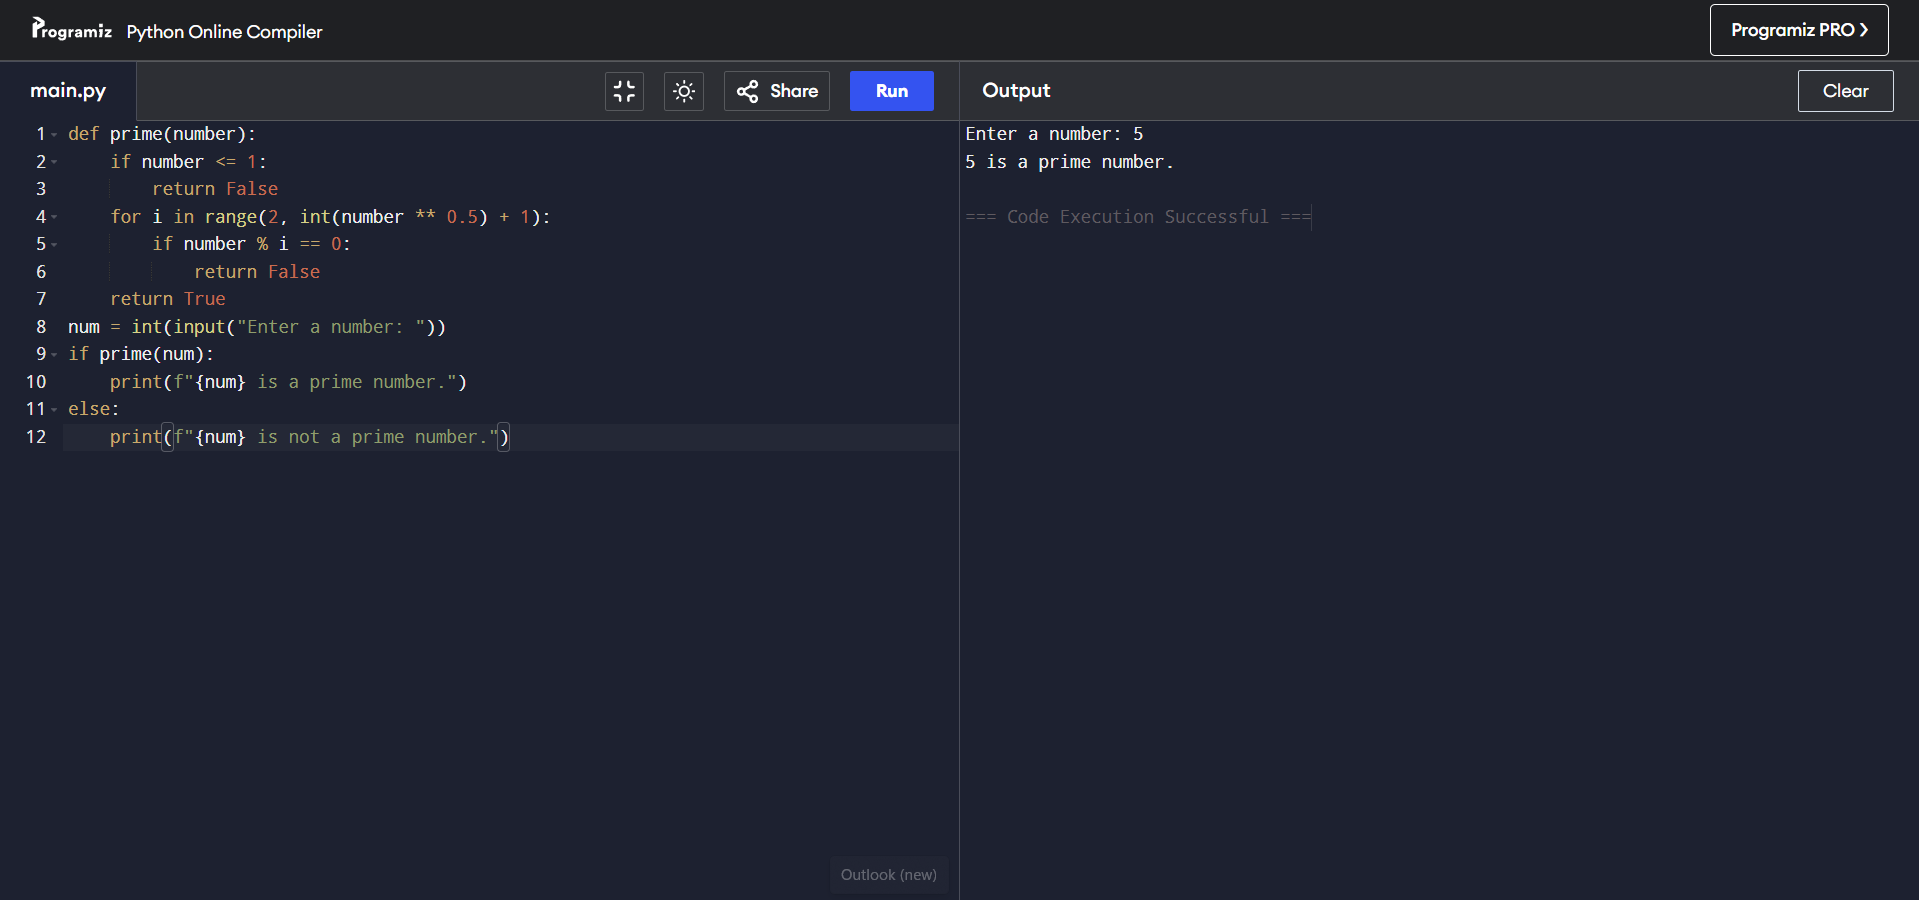 Programiz Python Online Compiler
Programiz PRO ❯
main.py
Share
Run
1 def prime(number):
2     if number <= 1:
3         return False
4     for i in range(2, int(number ** 0.5) + 1):
5         if number % i == 0:
6             return False
7     return True
8 num = int(input("Enter a number: "))
9 if prime(num):
10     print(f"{num} is a prime number.")
11 else:
12     print(f"{num} is not a prime number.")
Outlook (new)
Output
Clear
Enter a number: 5
5 is a prime number.
=== Code Execution Successful ===